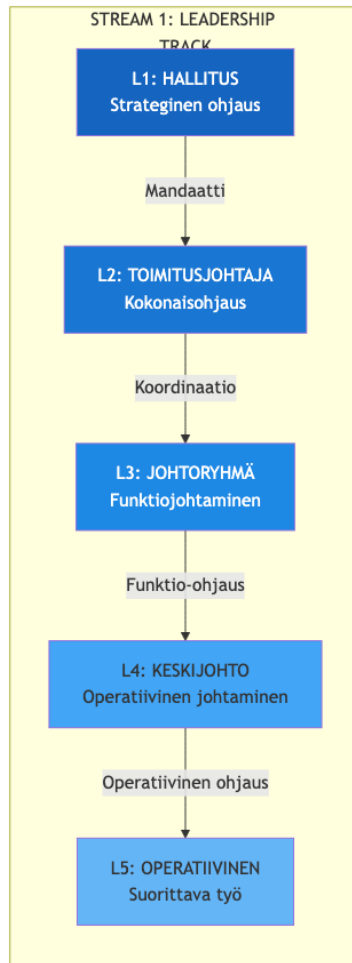 STREAM 1: LEADERSHIP
TRACK
L1: HALLITUS
Strateginen ohjaus
Mandaatti
L2: TOIMITUSJOHTAJA
Kokonaisohjaus
Koordinaatio
L3: JOHTORYHMÄ
Funktiojohtaminen
Funktio-ohjaus
L4: KESKIJOHTO
Operatiivinen johtaminen
Operatiivinen ohjaus
L5: OPERATIIVINEN
Suorittava työ